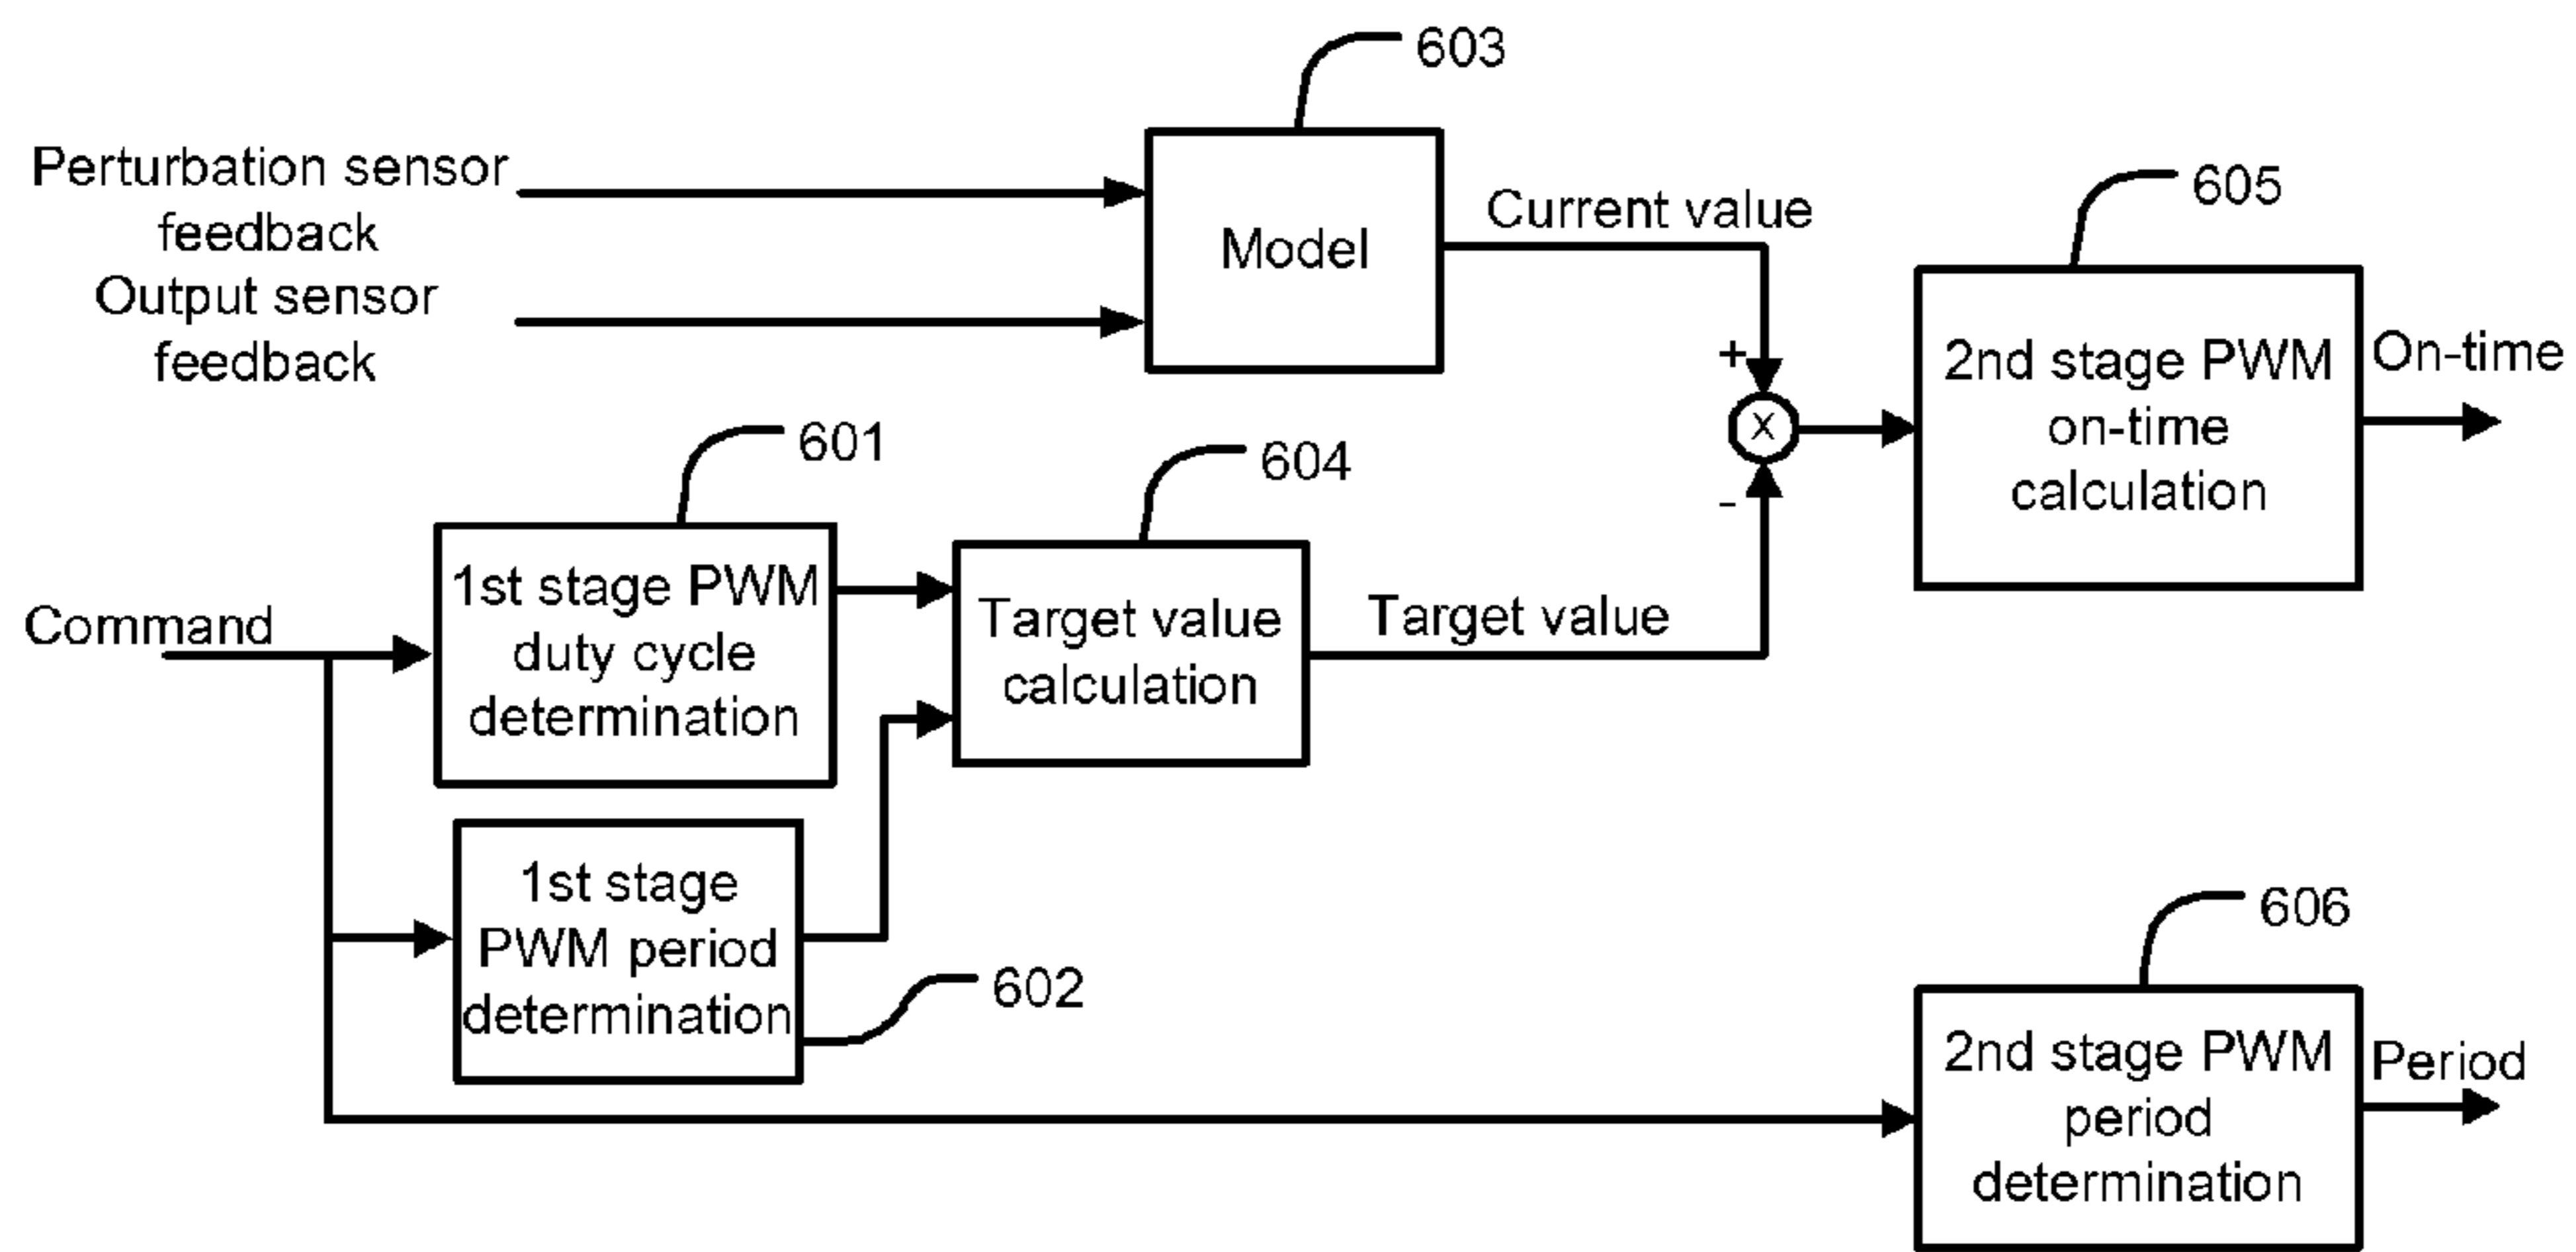 603
Perturbation sensor
feedback
Output sensor
feedback
Model
Current value
605
2nd stage PWM
on-time
calculation
On-time
+
X
-
601
604
Command
1st stage PWM
duty cycle
determination
Target value
calculation
Target value
1st stage
PWM period
determination
602
606
2nd stage PWM
period
determination
Period